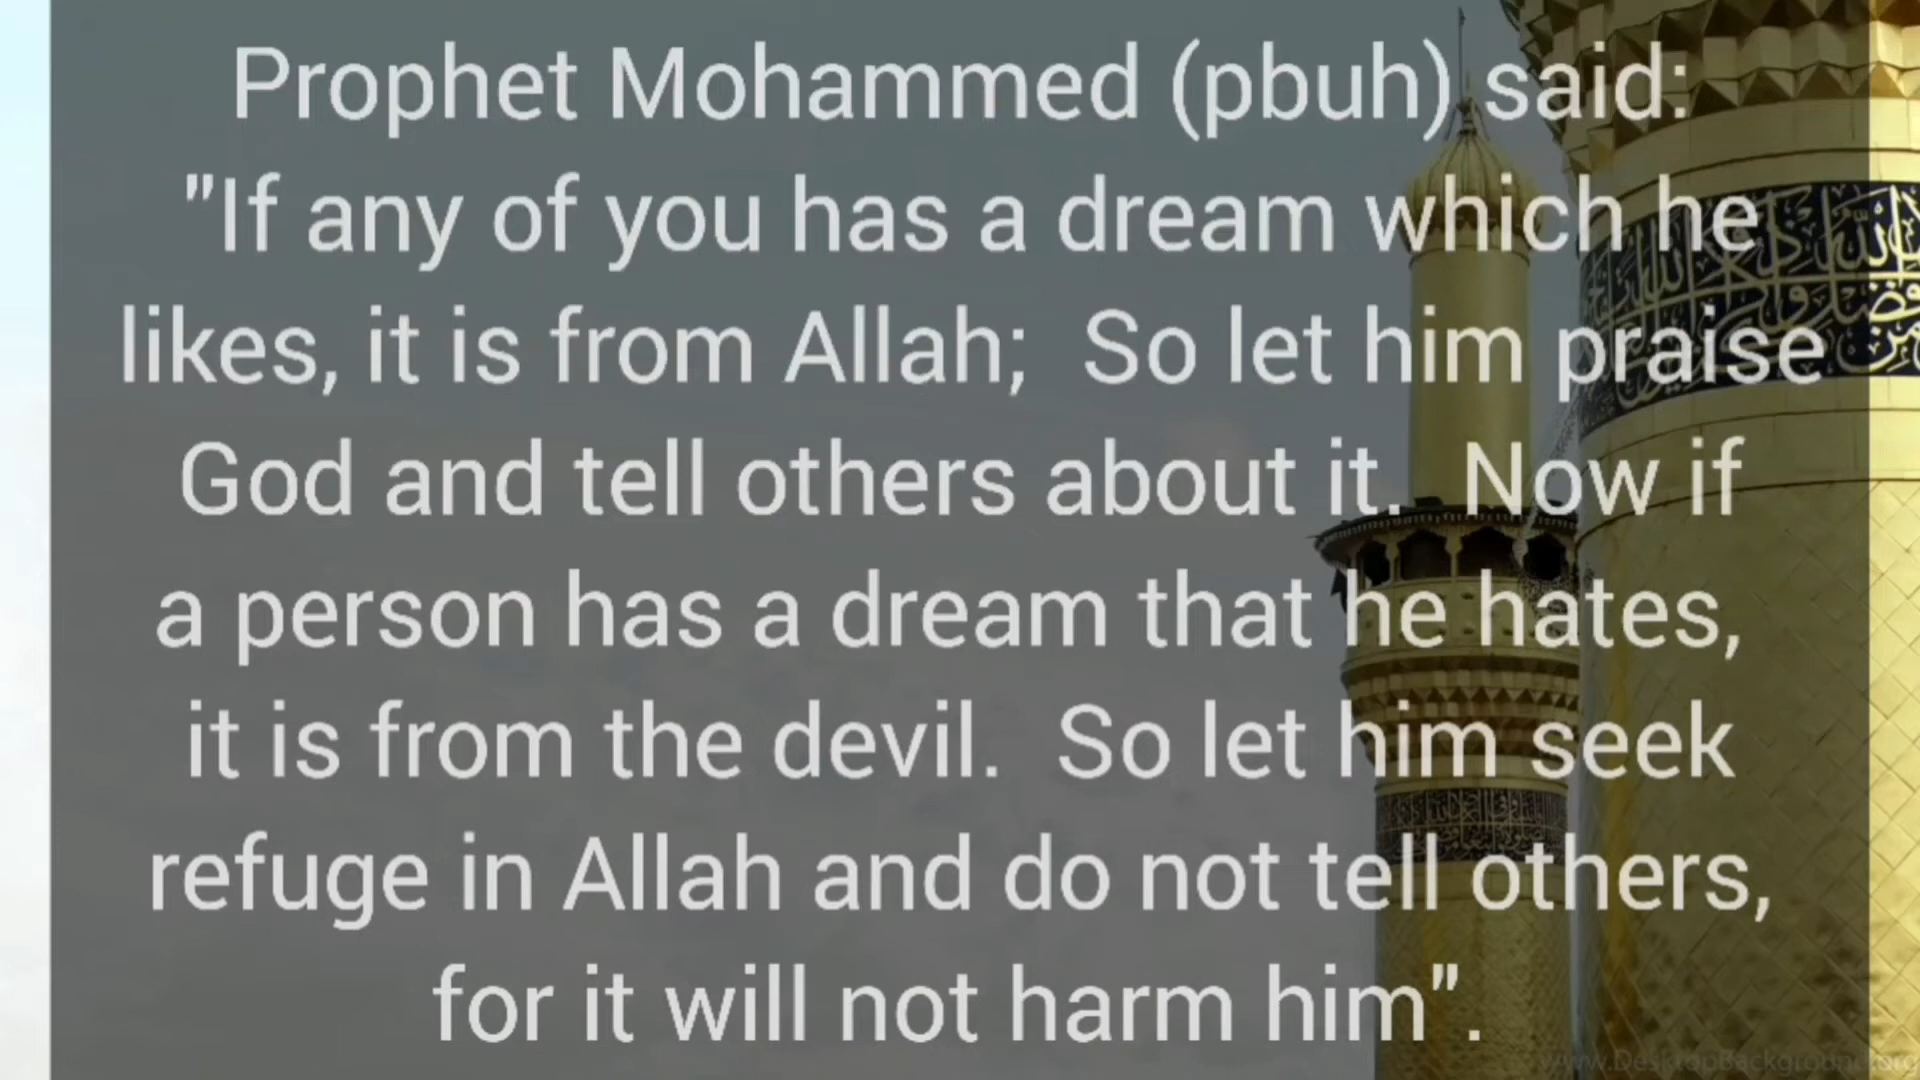 Prophet Mohammed (pbuh) said:
"If any of you has a dream which he
likes, it is from Allah;  So let him praise
God and tell others about it.  Now if
a person has a dream that he hates,
it is from the devil.  So let him seek
refuge in Allah and do not tell others,
for it will not harm him".
www.DesktopBackground.org